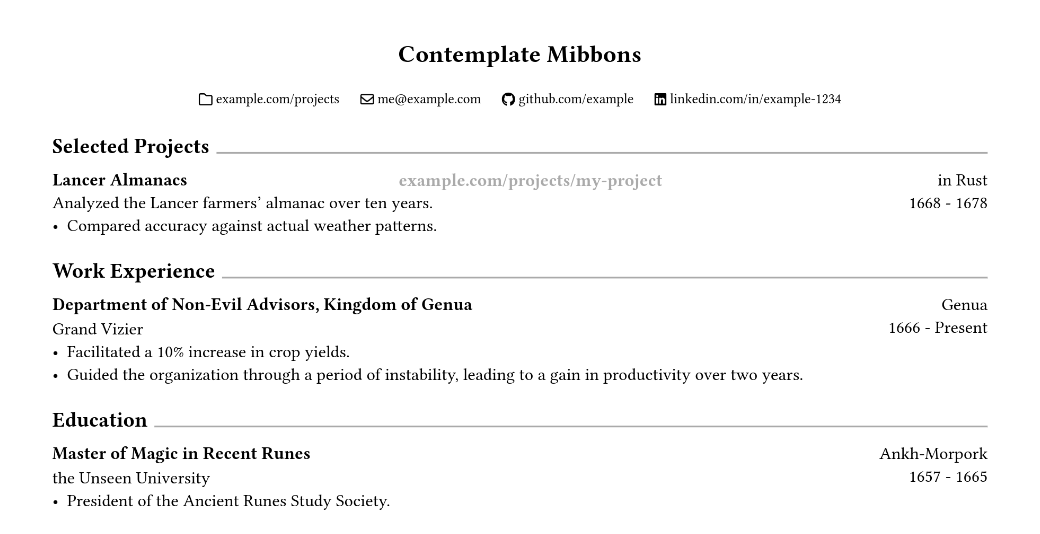 Contemplate Mibbons
example.com/projects me@example.com github.com/example linkedin.com/in/example-1234
Selected Projects
Lancer Almanacs example.com/projects/my-project in Rust
Analyzed the Lancer farmers’ almanac over ten years. 1668 - 1678
• Compared accuracy against actual weather patterns.
Work Experience
Department of Non-Evil Advisors, Kingdom of Genua Genua
Grand Vizier 1666 - Present
• Facilitated a 10% increase in crop yields.
• Guided the organization through a period of instability, leading to a gain in productivity over two years.
Education
Master of Magic in Recent Runes Ankh-Morpork
the Unseen University 1657 - 1665
• President of the Ancient Runes Study Society.